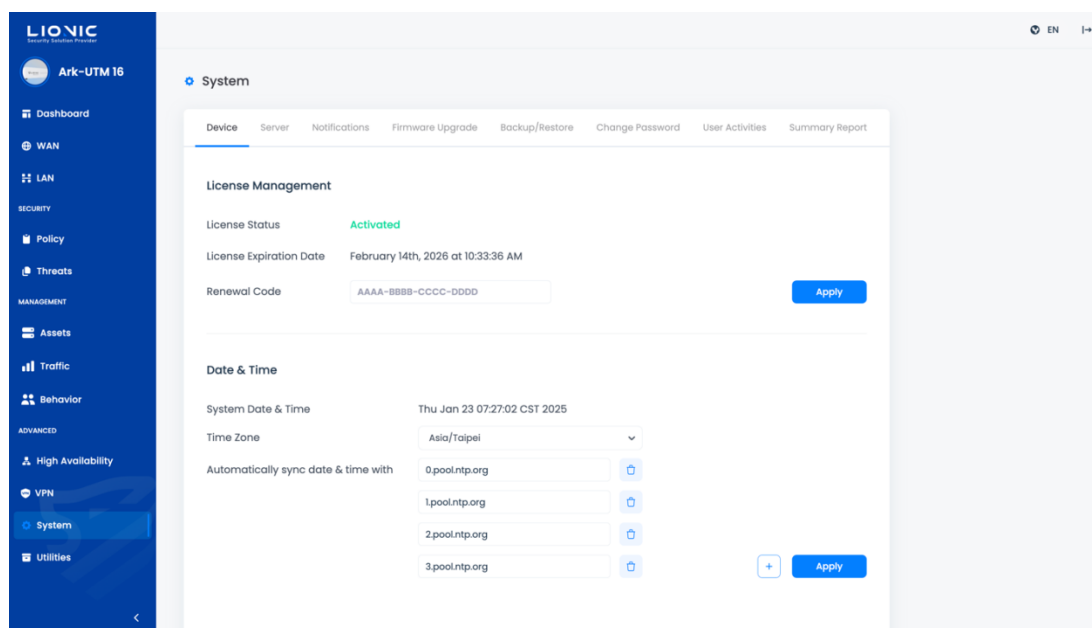 LIONIC
Security Solution Provider
EN
Ark-UTM 16
System
Dashboard
WAN
LAN
SECURITY
Policy
Threats
MANAGEMENT
Assets
Traffic
Behavior
ADVANCED
High Availability
VPN
System
Utilities
Device Server Notifications Firmware Upgrade Backup/Restore Change Password User Activities Summary Report
License Management
License Status Activated
License Expiration Date February 14th, 2026 at 10:33:36 AM
Renewal Code AAAA-BBBB-CCCC-DDDD Apply
Date & Time
System Date & Time Thu Jan 23 07:27:02 CST 2025
Time Zone Asia/Taipei
Automatically sync date & time with 0.pool.ntp.org
1.pool.ntp.org
2.pool.ntp.org
3.pool.ntp.org + Apply